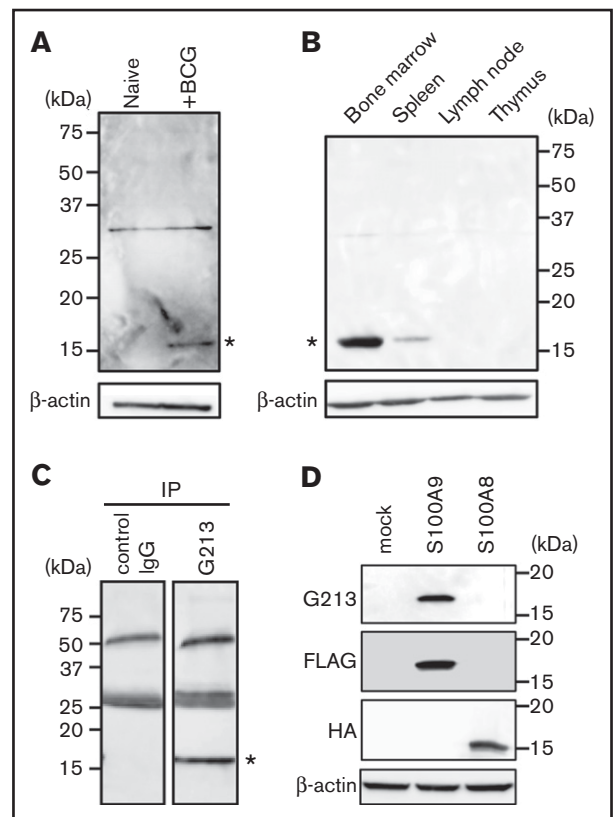 A
(kDa)
Naive
+BCG
75
50
37
25
20
15
*
β-actin
B
Bone marrow
Spleen
Lymph node
Thymus
(kDa)
75
50
37
25
20
15
*
β-actin
C
IP
(kDa)
control
IgG
G213
75
50
37
25
20
15
*
D
mock
S100A9
S100A8
(kDa)
G213
20
15
FLAG
20
15
HA
20
15
β-actin